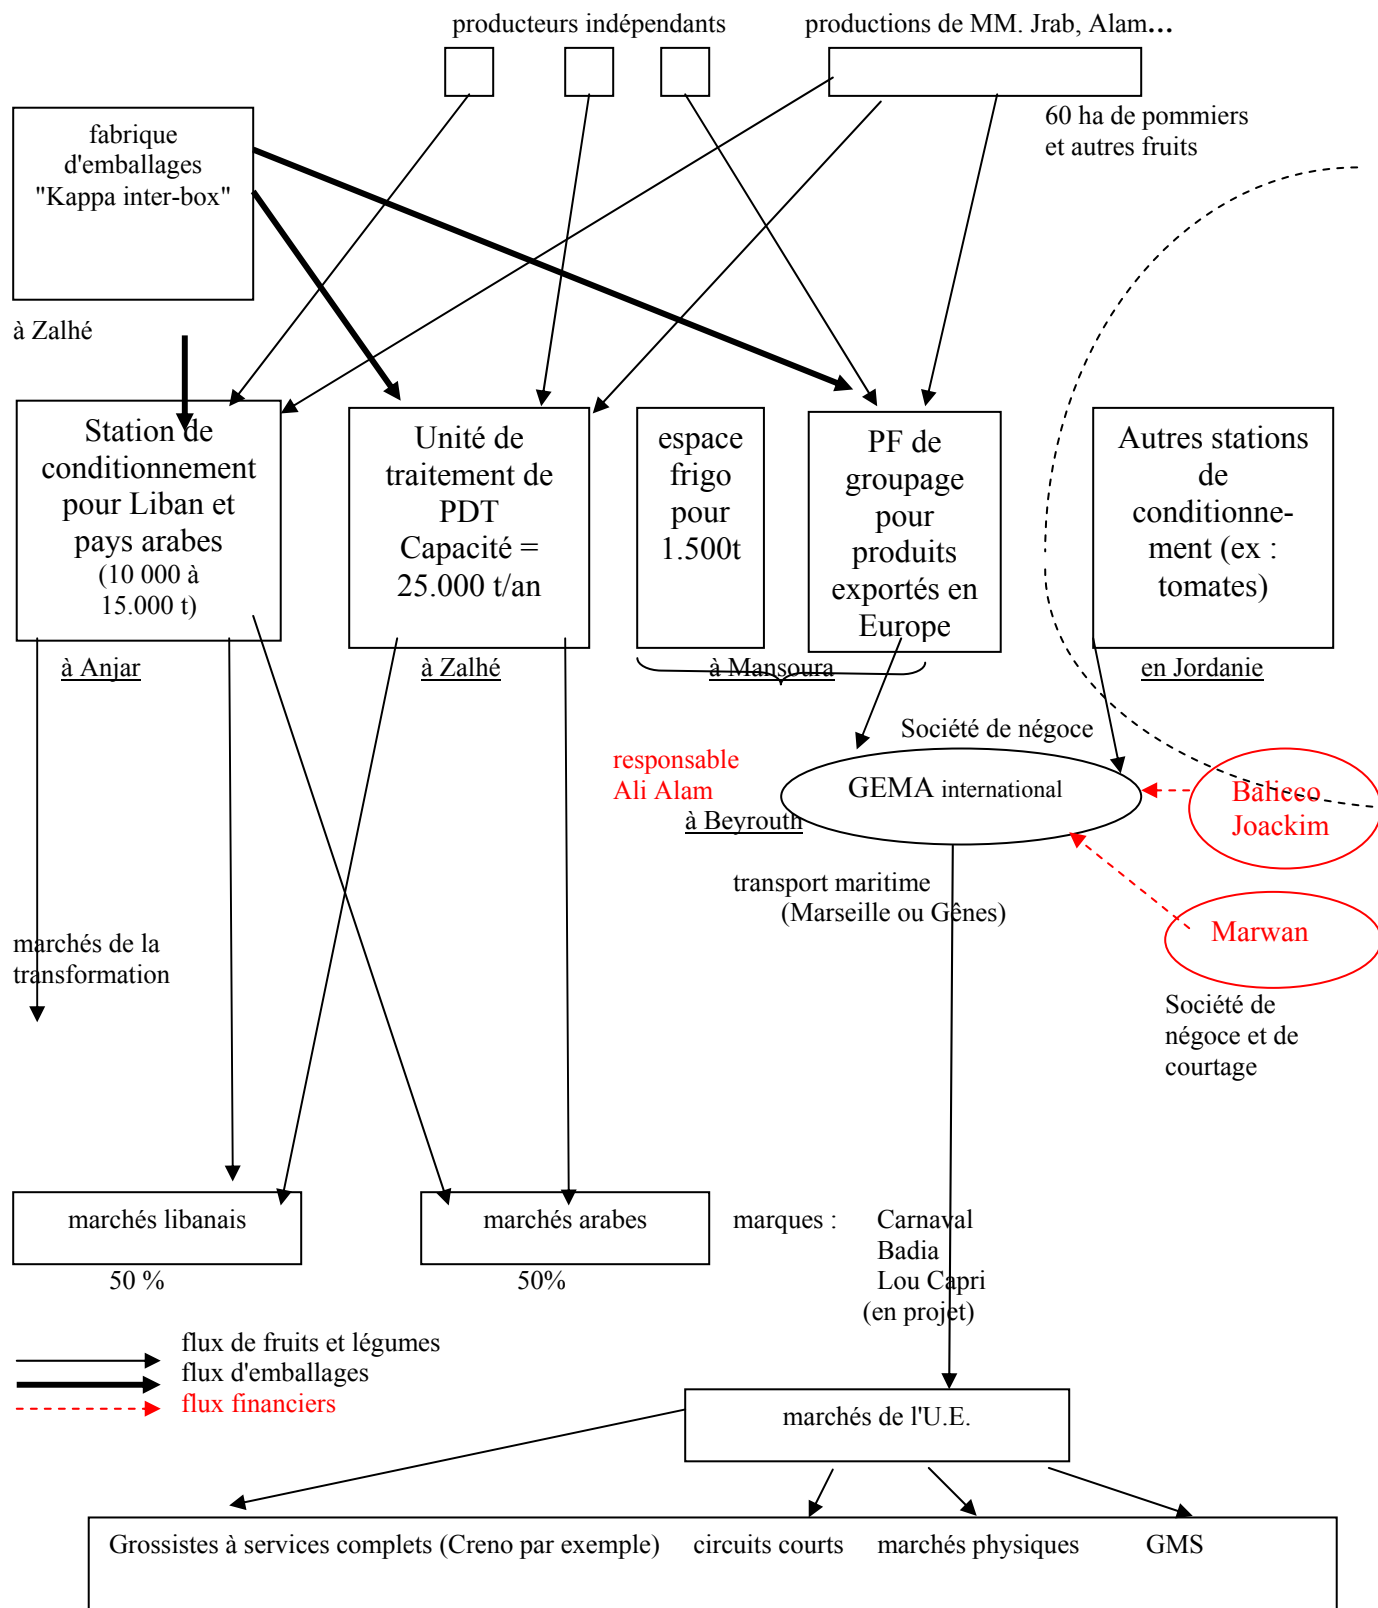 producteurs indépendants
productions de MM. Jrab, Alam...
60 ha de pommiers
et autres fruits
fabrique
d'emballages
"Kappa inter-box"
à Zalhé
Station de
conditionnement
pour Liban et
pays arabes
(10 000 à
15.000 t)
à Anjar
Unité de
traitement de
PDT
Capacité =
25.000 t/an
à Zalhé
espace
frigo
pour
1.500t
PF de
groupage
pour
produits
exportés en
Europe
à Mansoura
Autres stations
de
conditionne-
ment (ex :
tomates)
en Jordanie
Société de négoce
responsable
Ali Alam
à Beyrouth
GEMA international
Balicco
Joackim
transport maritime
(Marseille ou Gênes)
Marwan
Société de
négoce et de
courtage
marchés de la
transformation
marchés libanais
50 %
marchés arabes
50%
marques : Carnaval
Badia
Lou Capri
(en projet)
flux de fruits et légumes
flux d'emballages
flux financiers
marchés de l'U.E.
Grossistes à services complets (Creno par exemple) circuits courts marchés physiques GMS